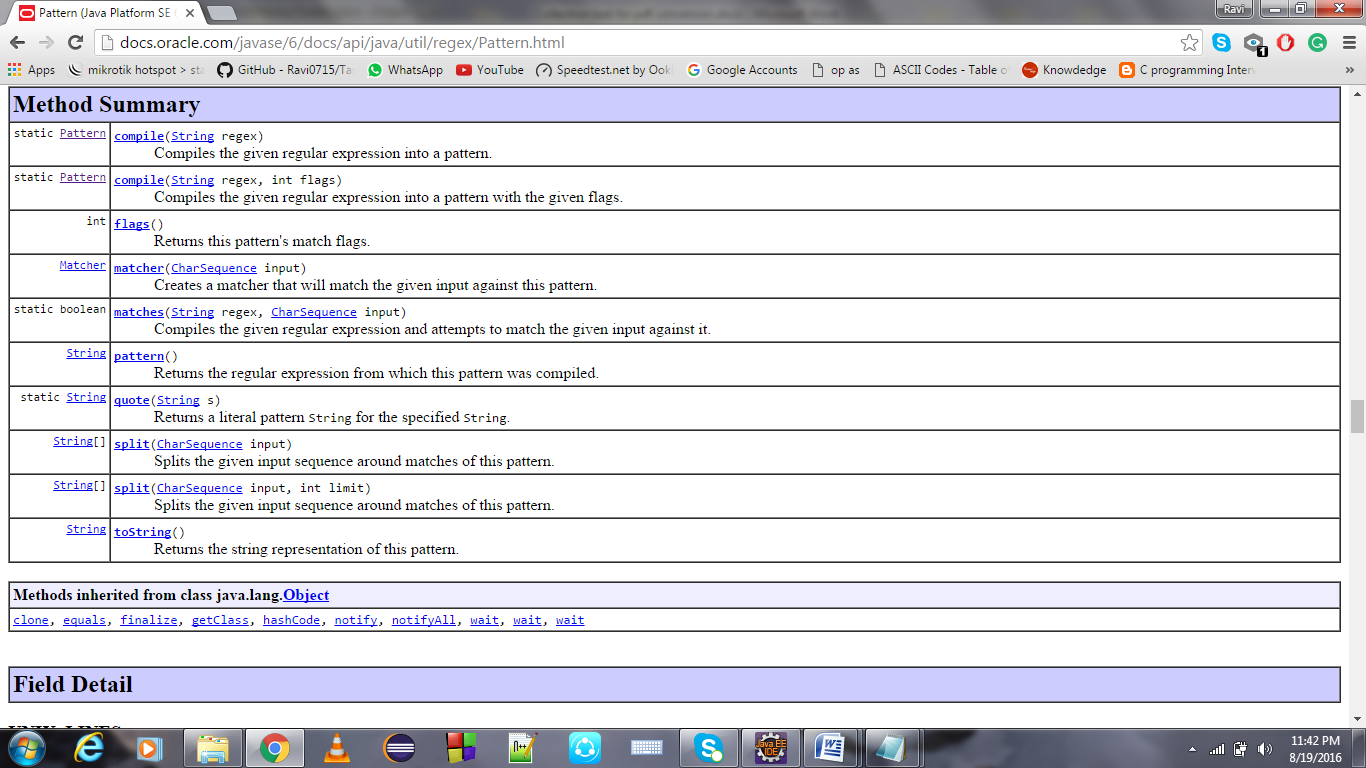 Pattern (Java Platform SE
Ravi
docs.oracle.com/javase/6/docs/api/java/util/regex/Pattern.html
1
Apps
mikrotik hotspot > sta
GitHub - Ravi0715/Ta
WhatsApp
YouTube
Speedtest.net by Ookl
Google Accounts
op as
ASCII Codes - Table o
Knowdedge
C programming Inter
»
Method Summary
static Pattern compile(String regex)
Compiles the given regular expression into a pattern.
static Pattern compile(String regex, int flags)
Compiles the given regular expression into a pattern with the given flags.
int flags()
Returns this pattern's match flags.
Matcher matcher(CharSequence input)
Creates a matcher that will match the given input against this pattern.
static boolean matches(String regex, CharSequence input)
Compiles the given regular expression and attempts to match the given input against it.
String pattern()
Returns the regular expression from which this pattern was compiled.
static String quote(String s)
Returns a literal pattern String for the specified String.
String[] split(CharSequence input)
Splits the given input sequence around matches of this pattern.
String[] split(CharSequence input, int limit)
Splits the given input sequence around matches of this pattern.
String toString()
Returns the string representation of this pattern.
Methods inherited from class java.lang.Object
clone, equals, finalize, getClass, hashCode, notify, notifyAll, wait, wait, wait
Field Detail
UNIX_LINES
Java EE
IDE
11:42 PM
8/19/2016